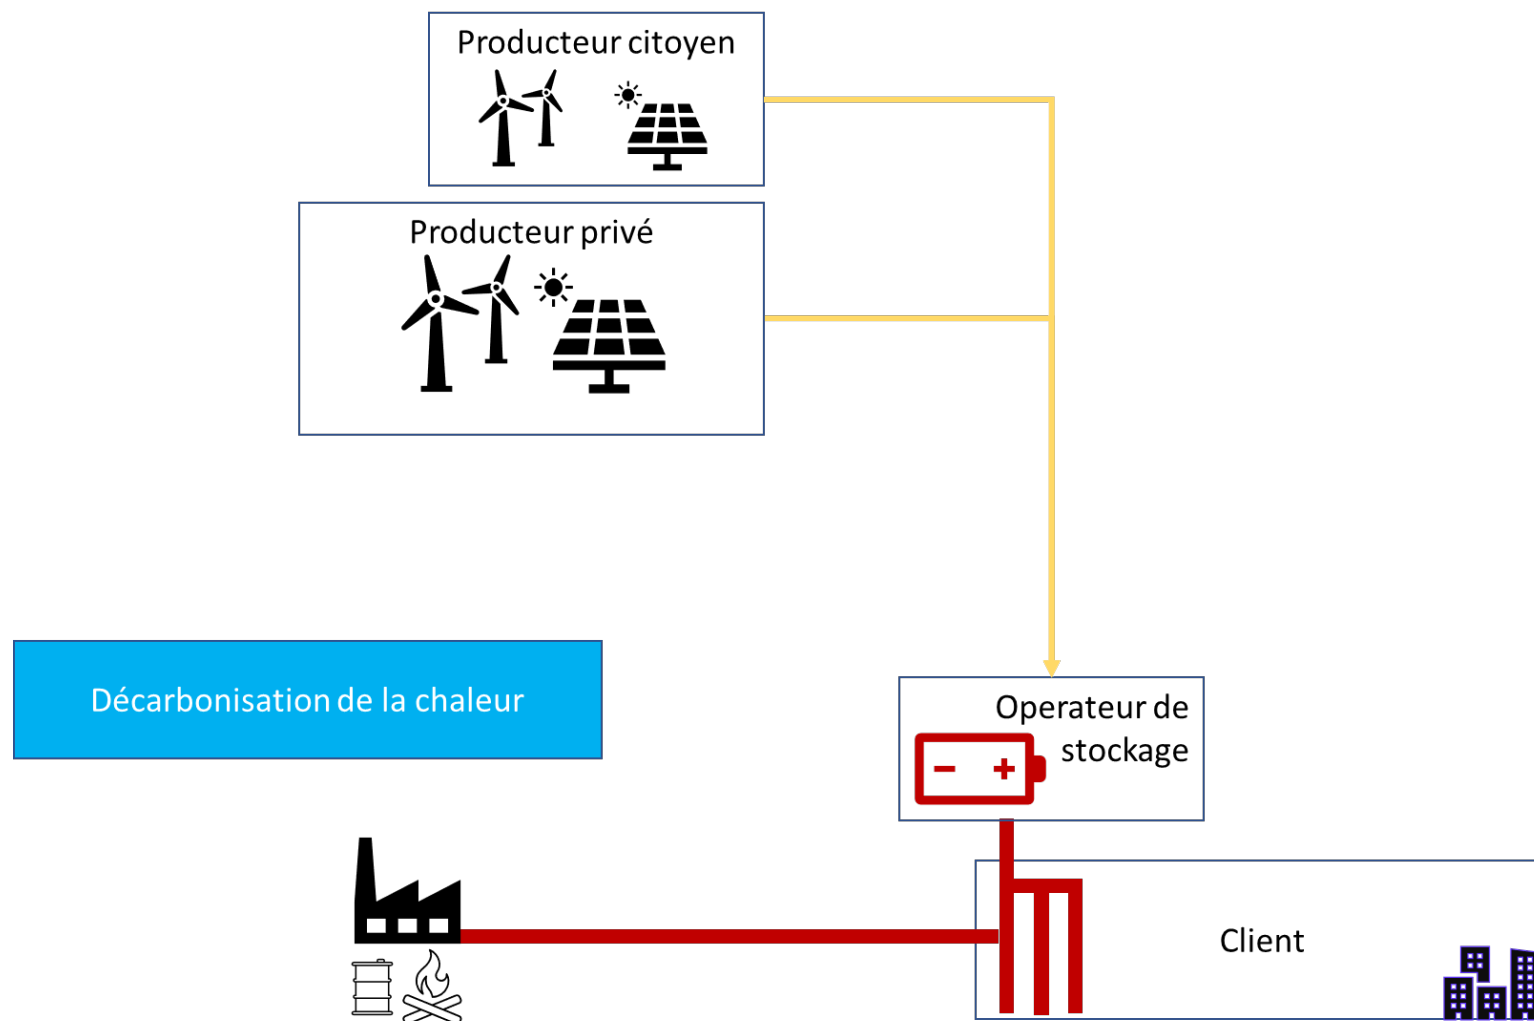 Producteur citoyen
Producteur privé
Décarbonisation de la chaleur
Operateur de
stockage
Client